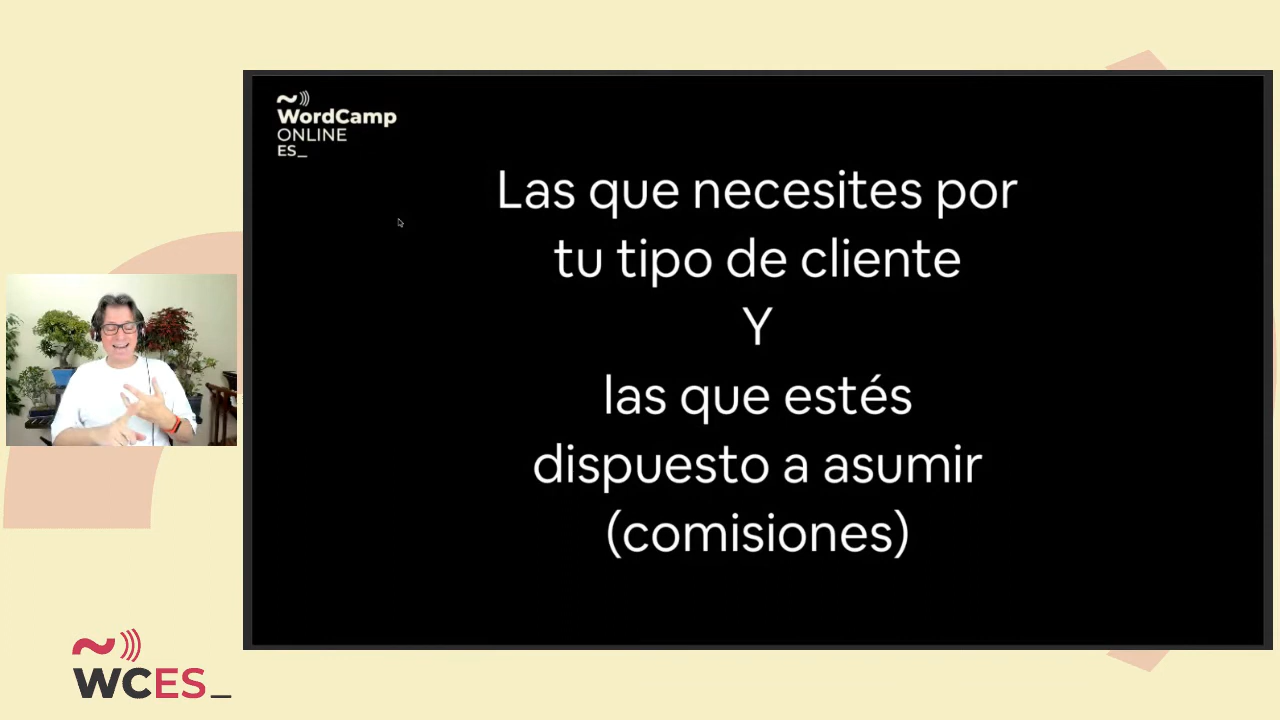 WordCamp
ONLINE
ES_
Las que necesites por
tu tipo de cliente
Y
las que estés
dispuesto a asumir
(comisiones)
WCES_